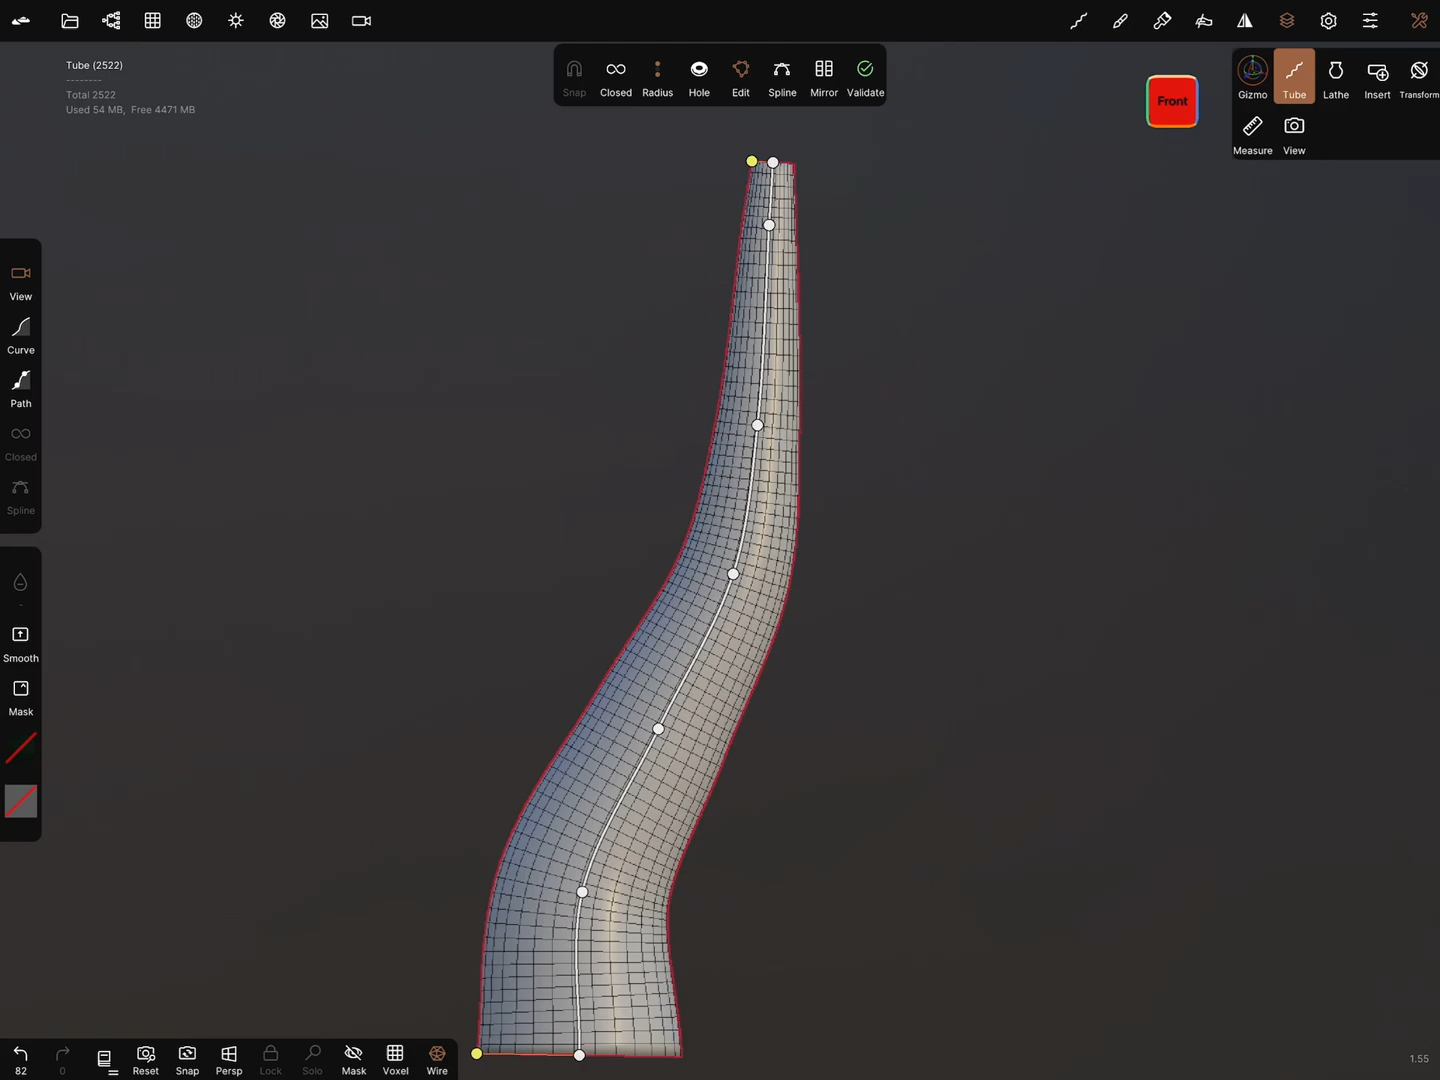 Tube (2522)
--------
Total 2522
Used 54 MB,  Free 4471 MB
Snap
Closed
Radius
Hole
Edit
Spline
Mirror
Validate
Front
Gizmo
Tube
Lathe
Insert
Transform
Measure
View
View
Curve
Path
Closed
Spline
-
Smooth
Mask
82
0
Reset
Snap
Persp
Lock
Solo
Mask
Voxel
Wire
1.55